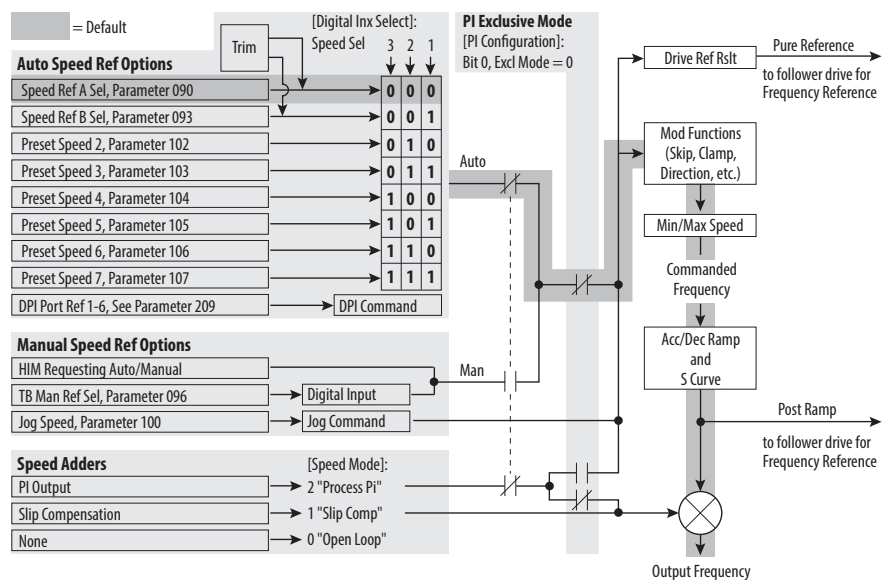 = Default
Trim
[Digital Inx Select]:
Speed Sel 3 2 1
PI Exclusive Mode
[PI Configuration]:
Bit 0, Excl Mode = 0
Auto Speed Ref Options
Speed Ref A Sel, Parameter 090 0 0 0
Speed Ref B Sel, Parameter 093 0 0 1
Preset Speed 2, Parameter 102 0 1 0
Preset Speed 3, Parameter 103 0 1 1
Preset Speed 4, Parameter 104 1 0 0
Preset Speed 5, Parameter 105 1 0 1
Preset Speed 6, Parameter 106 1 1 0
Preset Speed 7, Parameter 107 1 1 1
DPI Port Ref 1-6, See Parameter 209 DPI Command
Auto
Manual Speed Ref Options
HIM Requesting Auto/Manual
TB Man Ref Sel, Parameter 096 Digital Input
Jog Speed, Parameter 100 Jog Command
Man
Speed Adders
[Speed Mode]:
PI Output 2 "Process Pi"
Slip Compensation 1 "Slip Comp"
None 0 "Open Loop"
Drive Ref Rslt
Pure Reference
to follower drive for
Frequency Reference
Mod Functions
(Skip, Clamp,
Direction, etc.)
Min/Max Speed
Commanded
Frequency
Acc/Dec Ramp
and
S Curve
Post Ramp
to follower drive for
Frequency Reference
Output Frequency